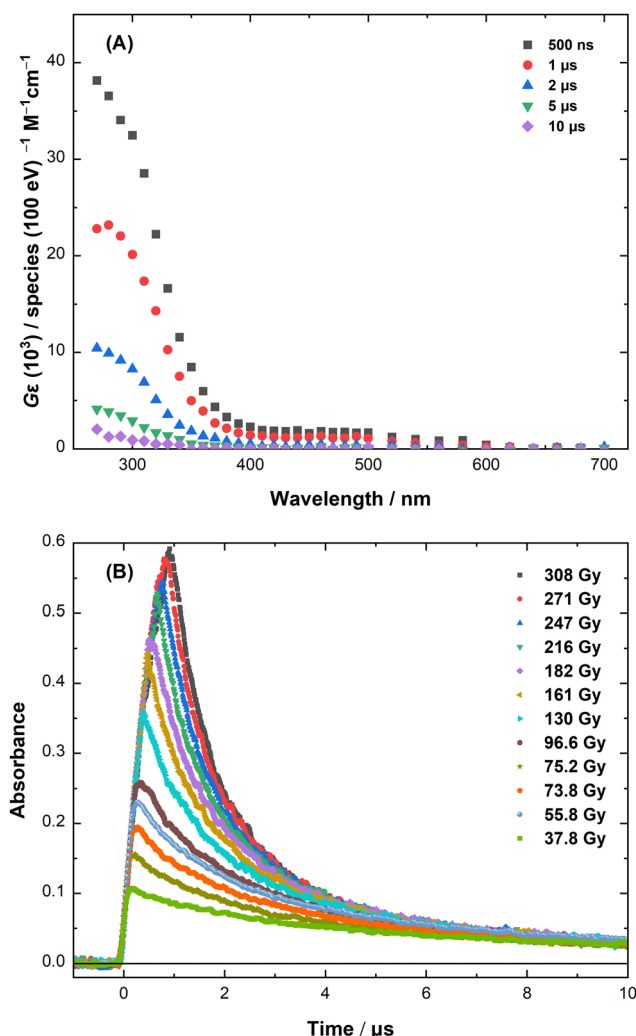 (A)
500 ns
1 µs
2 µs
5 µs
10 µs
Gε (10³) / species (100 eV) ⁻¹ M⁻¹cm⁻¹
40
30
20
10
0
300
400
500
600
700
Wavelength / nm
(B)
308 Gy
271 Gy
247 Gy
216 Gy
182 Gy
161 Gy
130 Gy
96.6 Gy
75.2 Gy
73.8 Gy
55.8 Gy
37.8 Gy
Absorbance
0.6
0.5
0.4
0.3
0.2
0.1
0.0
0
2
4
6
8
10
Time / µs